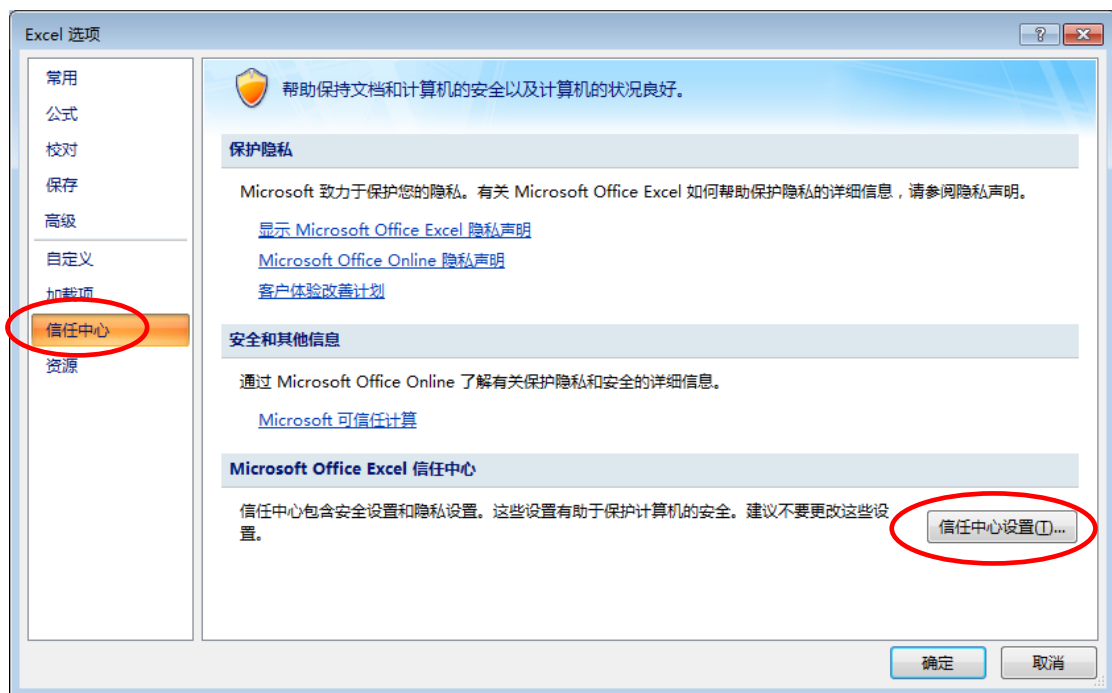 Excel 选项
常用
公式
校对
保存
高级
自定义
加载项
信任中心
资源
帮助保持文档和计算机的安全以及计算机的状况良好。
保护隐私
Microsoft 致力于保护您的隐私。有关 Microsoft Office Excel 如何帮助保护隐私的详细信息，请参阅隐私声明。
显示 Microsoft Office Excel 隐私声明
Microsoft Office Online 隐私声明
客户体验改善计划
安全和其他信息
通过 Microsoft Office Online 了解有关保护隐私和安全的详细信息。
Microsoft 可信任计算
Microsoft Office Excel 信任中心
信任中心包含安全设置和隐私设置。这些设置有助于保护计算机的安全。建议不要更改这些设
置。
信任中心设置(T)...
确定
取消